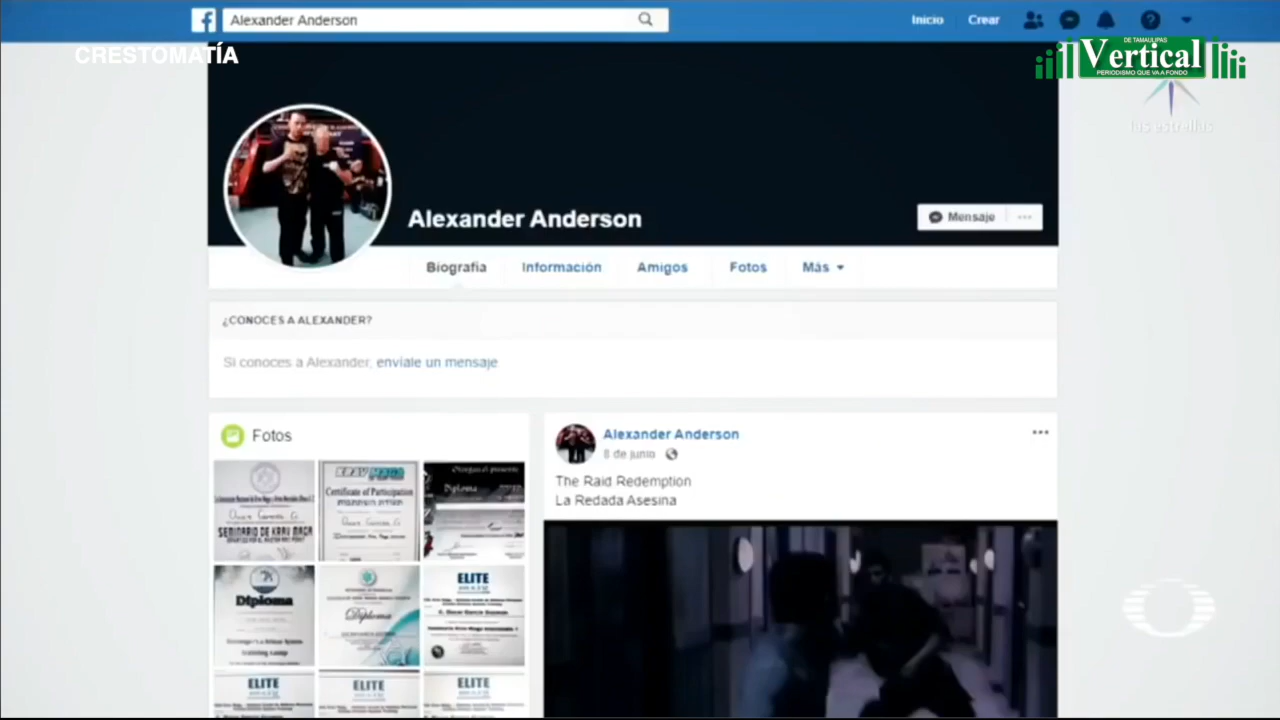 Alexander Anderson
Inicio
Crear
CRESTOMATÍA
DE TAMAULIPAS
Vertical
PERIODISMO QUE VA A FONDO
las estrellas
Alexander Anderson
Mensaje
Biografía
Información
Amigos
Fotos
Más
¿CONOCES A ALEXANDER?
Si conoces a Alexander, envíale un mensaje
Fotos
Alexander Anderson
8 de junio
The Raid Redemption
La Redada Asesina
SEMINARIO DE KRAV MAGA
KRAV MAGA
Certificate of Participation
Otorgan el presente
Diploma
Diploma
Diploma
ELITE
ELITE
ELITE
ELITE